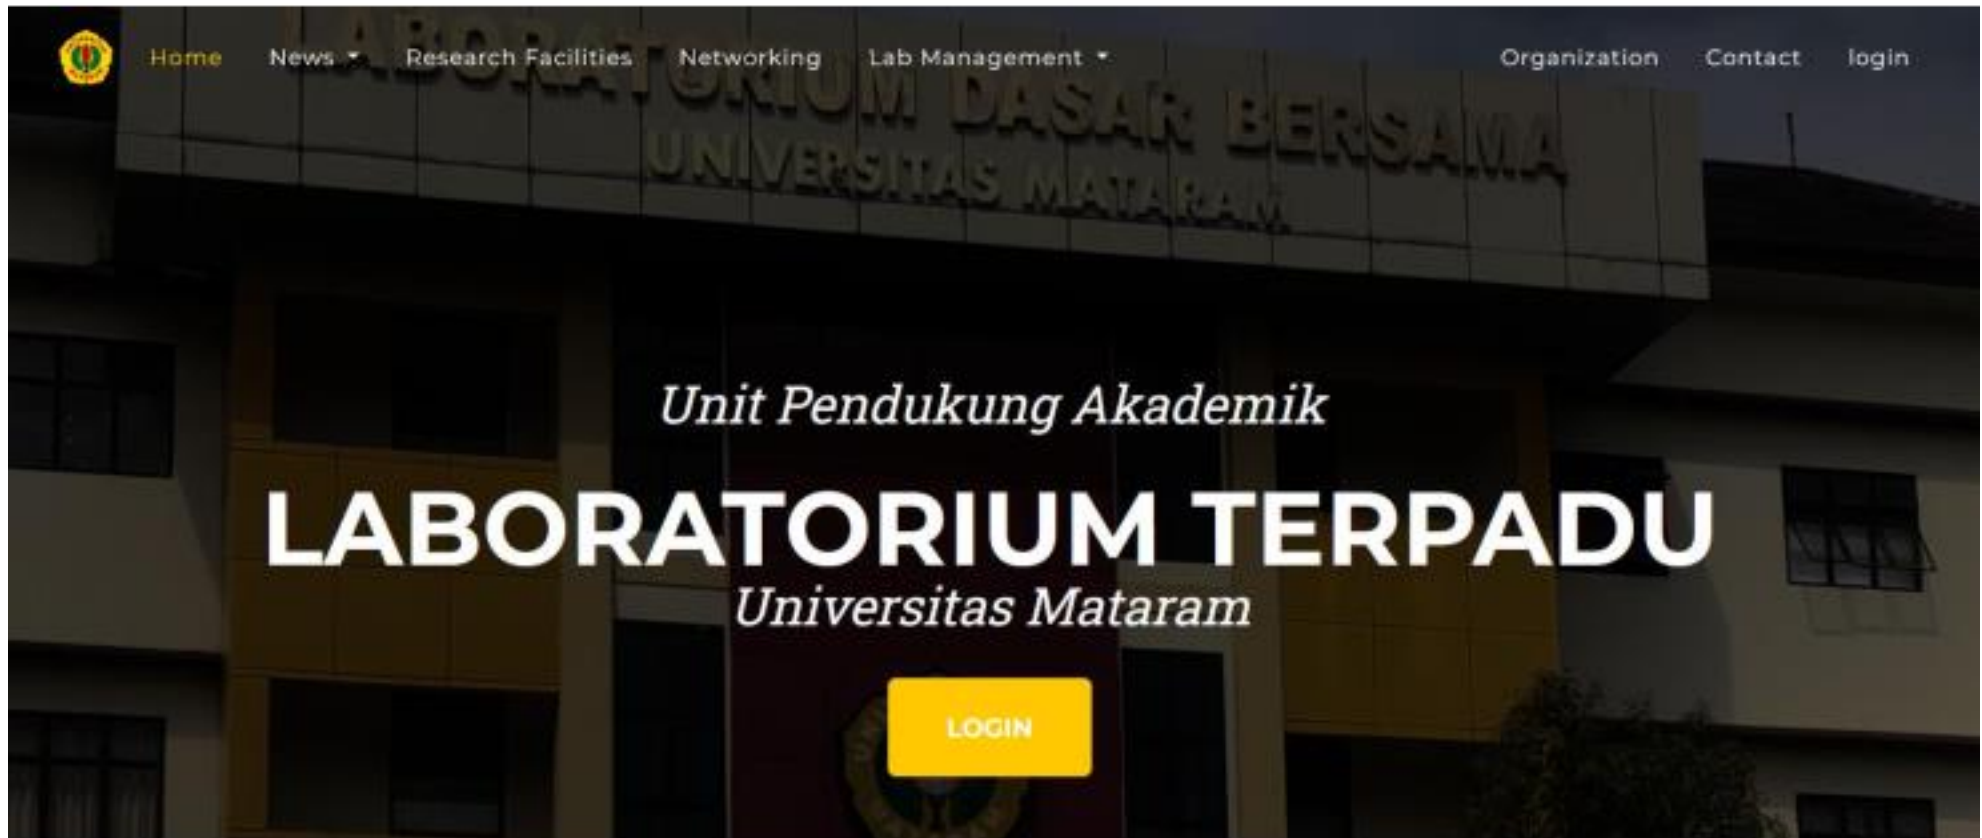 Home News Research Facilities Networking Lab Management Organization Contact login
LABORATORIUM DASAR BERSAMA
UNIVERSITAS MATARAM
Unit Pendukung Akademik
LABORATORIUM TERPADU
Universitas Mataram
LOGIN